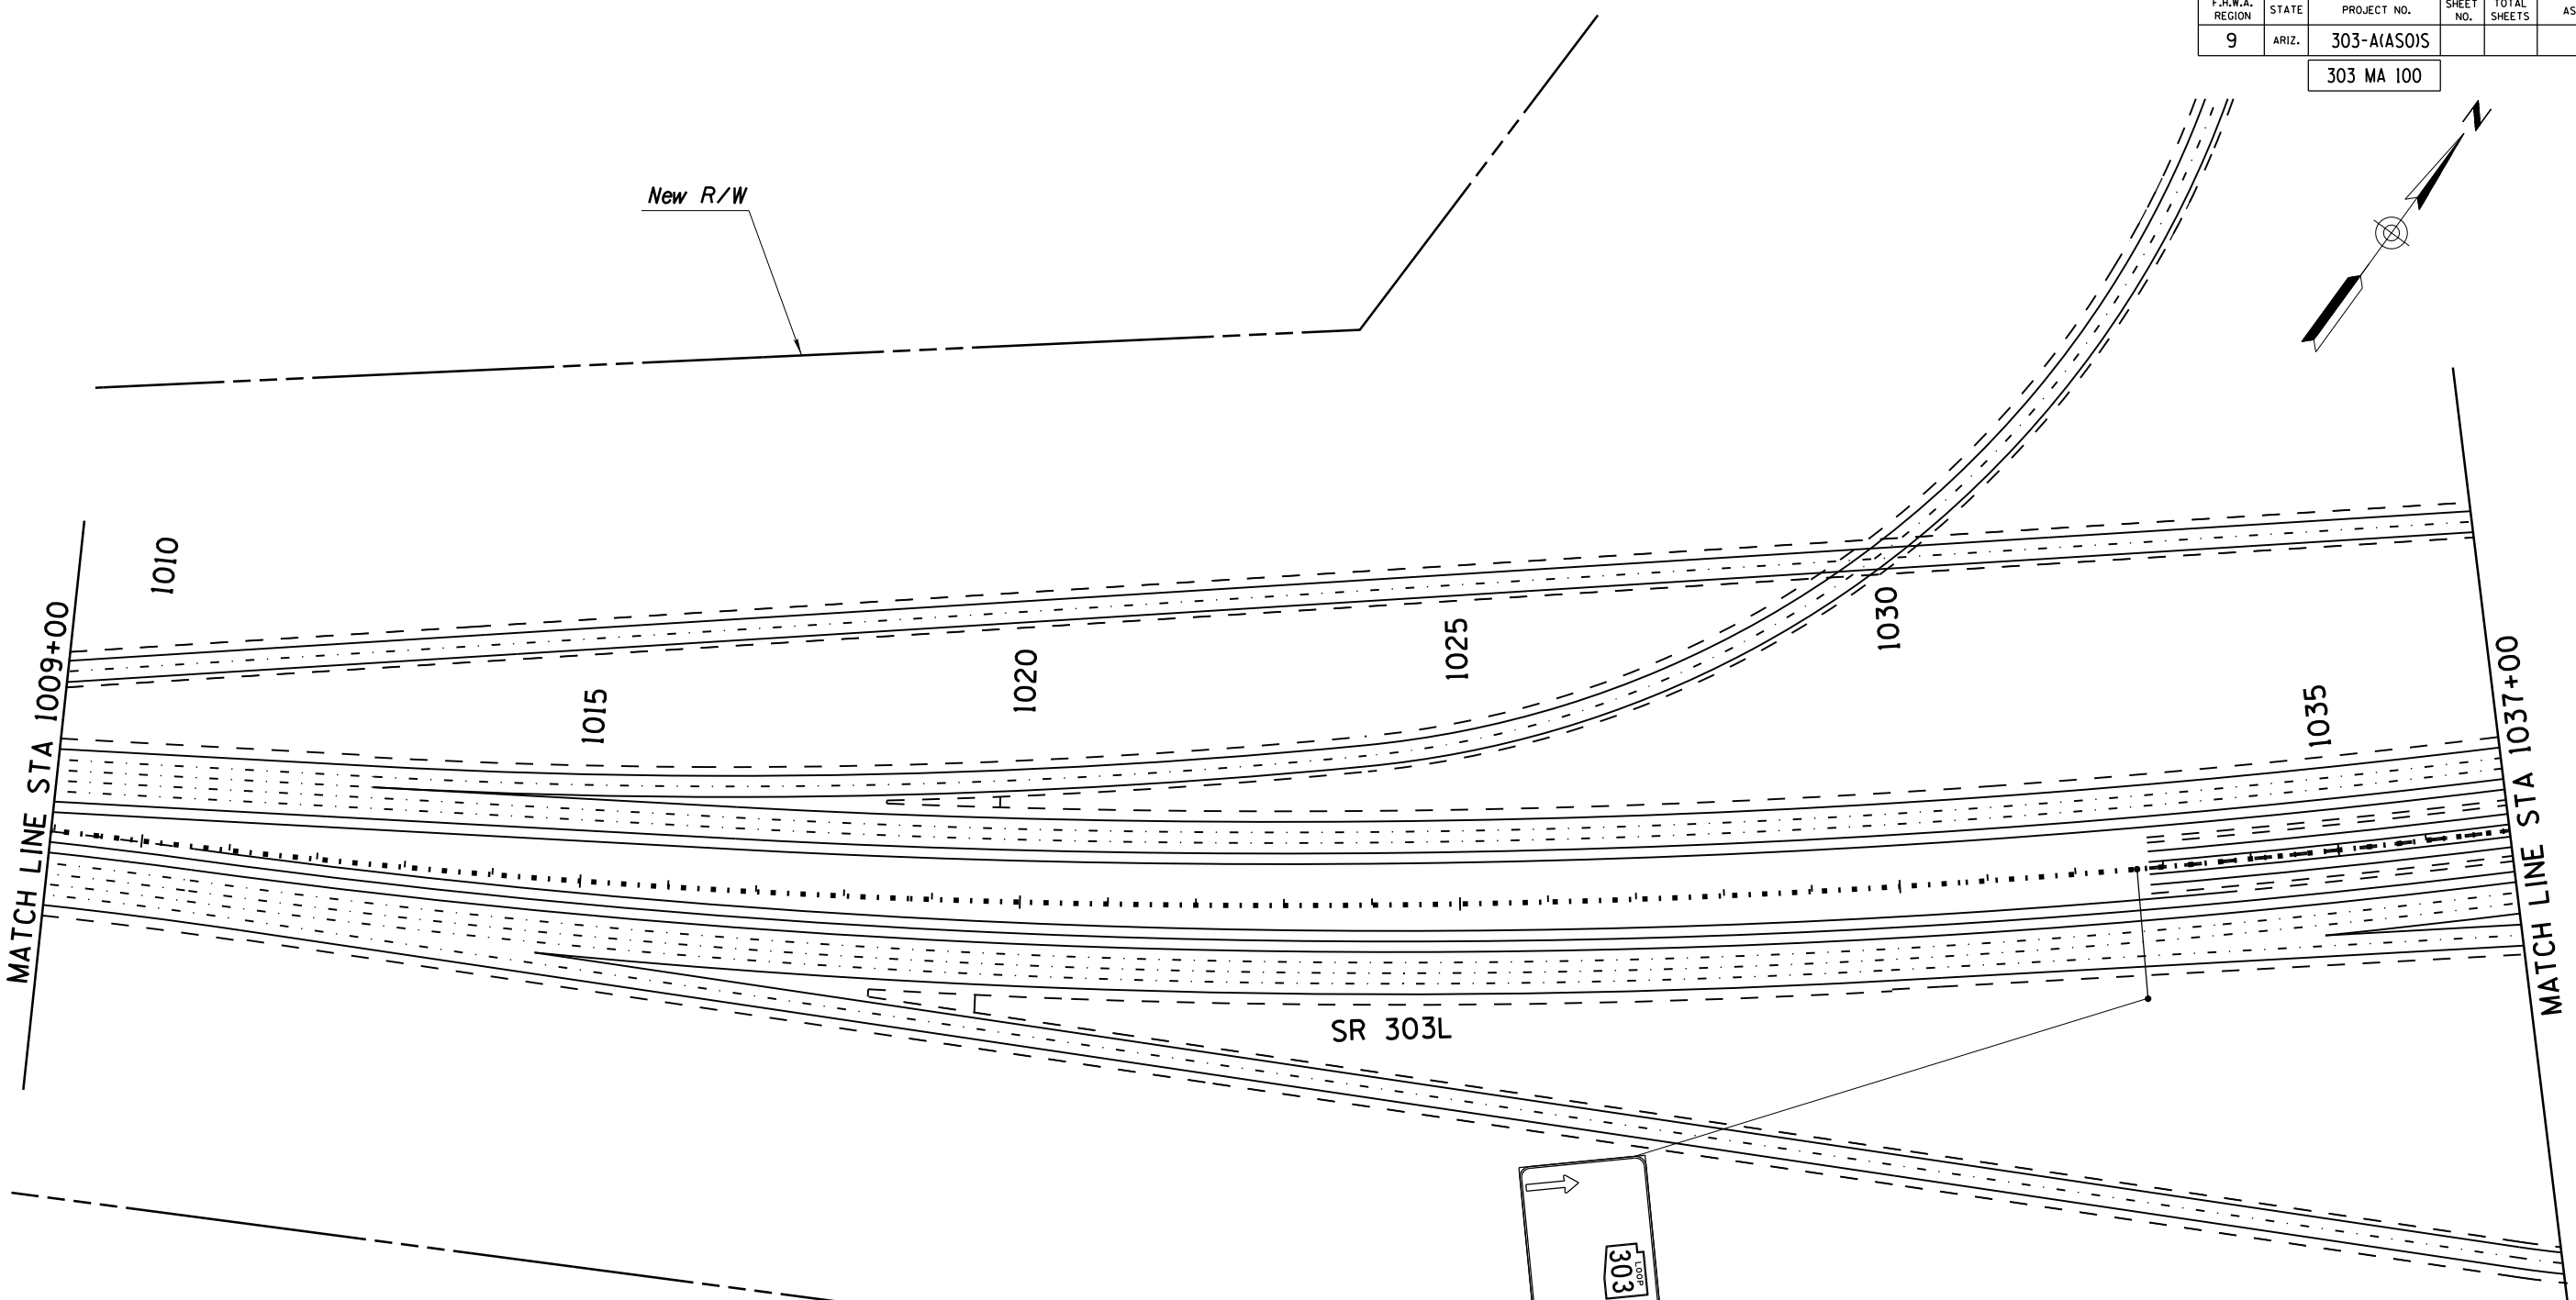 F.H.W.A. REGION STATE PROJECT NO. SHEET NO. TOTAL SHEETS AS
9 ARIZ. 303-A(ASO)S
303 MA 100
N
New R/W
MATCH LINE STA 1009+00
1010
1015
1020
1025
1030
1035
MATCH LINE STA 1037+00
SR 303L
LOOP
303